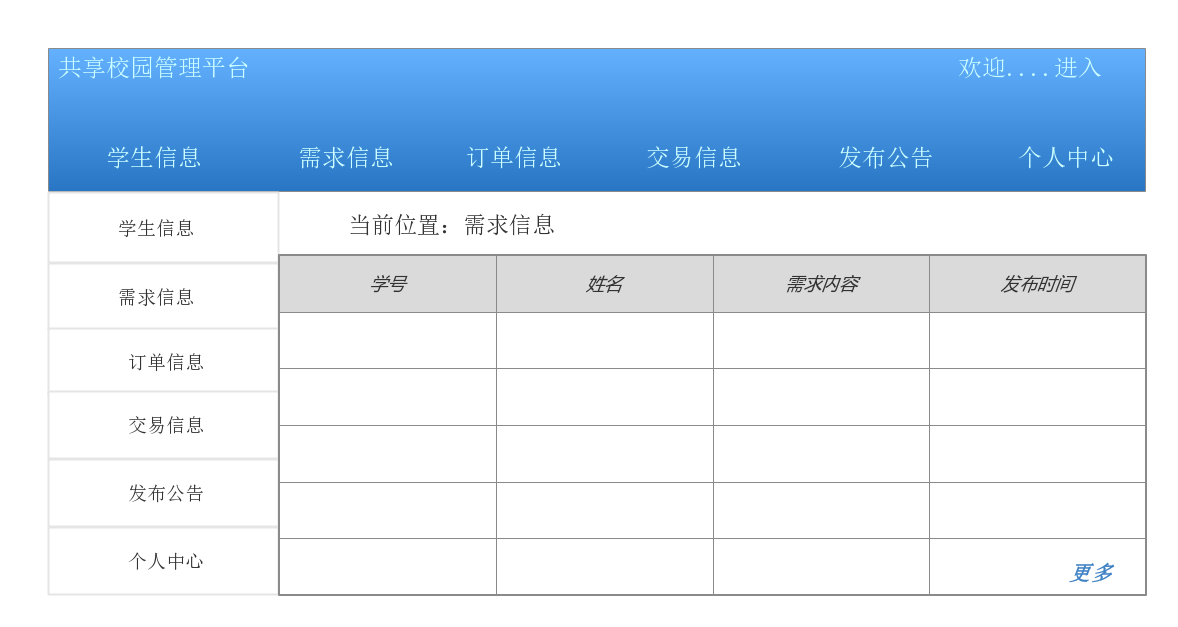 共享校园管理平台 欢迎....进入
学生信息 需求信息 订单信息 交易信息 发布公告 个人中心
学生信息
当前位置：需求信息
学号 姓名 需求内容 发布时间
需求信息
订单信息
交易信息
发布公告
个人中心
更多